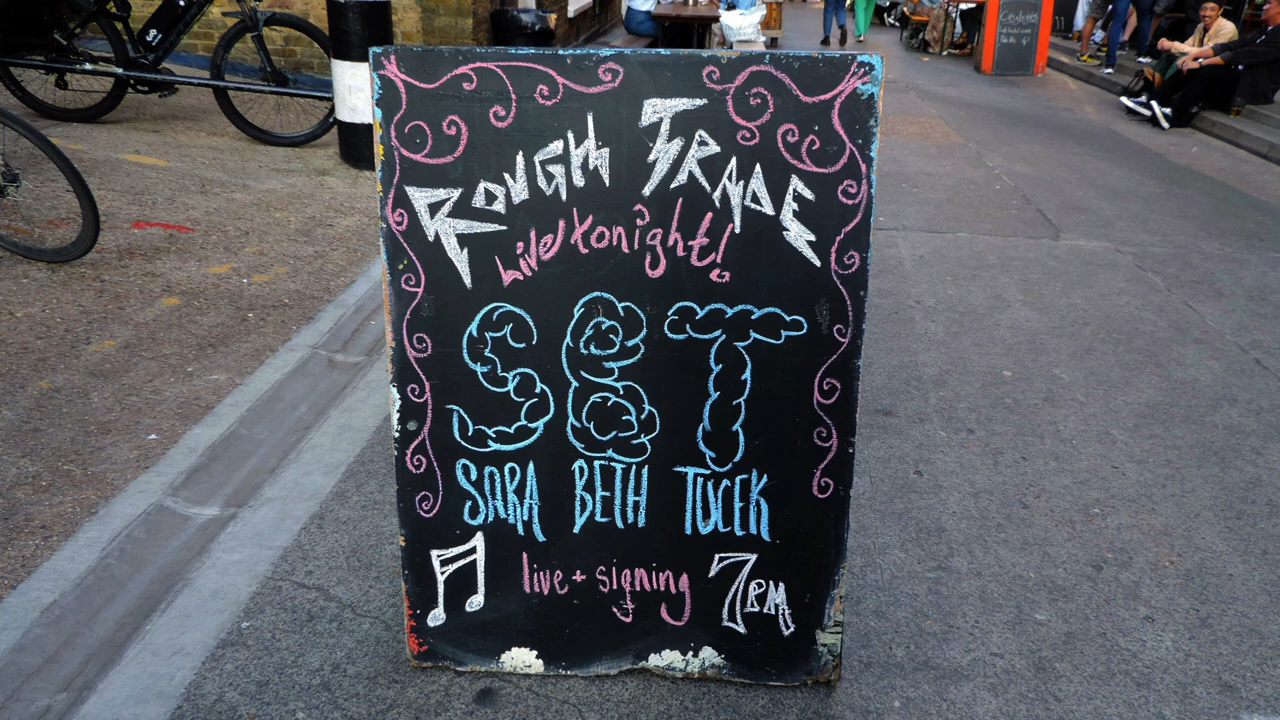 ROUGH TRADE
Live tonight!
SBT
SARA BETH TUCEK
live + signing 7PM